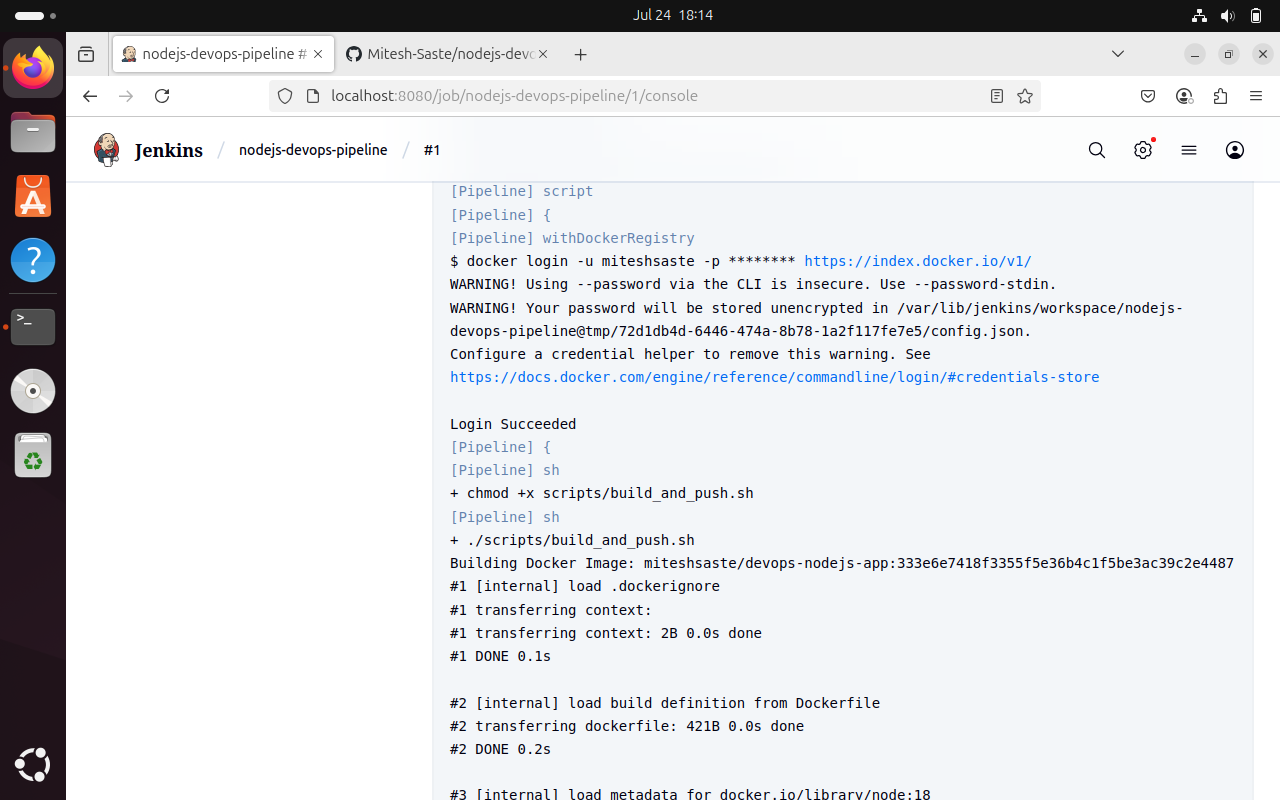 Jul 24 18:14
nodejs-devops-pipeline #
Mitesh-Saste/nodejs-devo
localhost:8080/job/nodejs-devops-pipeline/1/console
Jenkins / nodejs-devops-pipeline / #1
[Pipeline] script
[Pipeline] {
[Pipeline] withDockerRegistry
$ docker login -u miteshsaste -p ******** https://index.docker.io/v1/
WARNING! Using --password via the CLI is insecure. Use --password-stdin.
WARNING! Your password will be stored unencrypted in /var/lib/jenkins/workspace/nodejs-
devops-pipeline@tmp/72d1db4d-6446-474a-8b78-1a2f117fe7e5/config.json.
Configure a credential helper to remove this warning. See
https://docs.docker.com/engine/reference/commandline/login/#credentials-store
Login Succeeded
[Pipeline] {
[Pipeline] sh
+ chmod +x scripts/build_and_push.sh
[Pipeline] sh
+ ./scripts/build_and_push.sh
Building Docker Image: miteshsaste/devops-nodejs-app:333e6e7418f3355f5e36b4c1f5be3ac39c2e4487
#1 [internal] load .dockerignore
#1 transferring context:
#1 transferring context: 2B 0.0s done
#1 DONE 0.1s
#2 [internal] load build definition from Dockerfile
#2 transferring dockerfile: 421B 0.0s done
#2 DONE 0.2s
#3 [internal] load metadata for docker.io/library/node:18